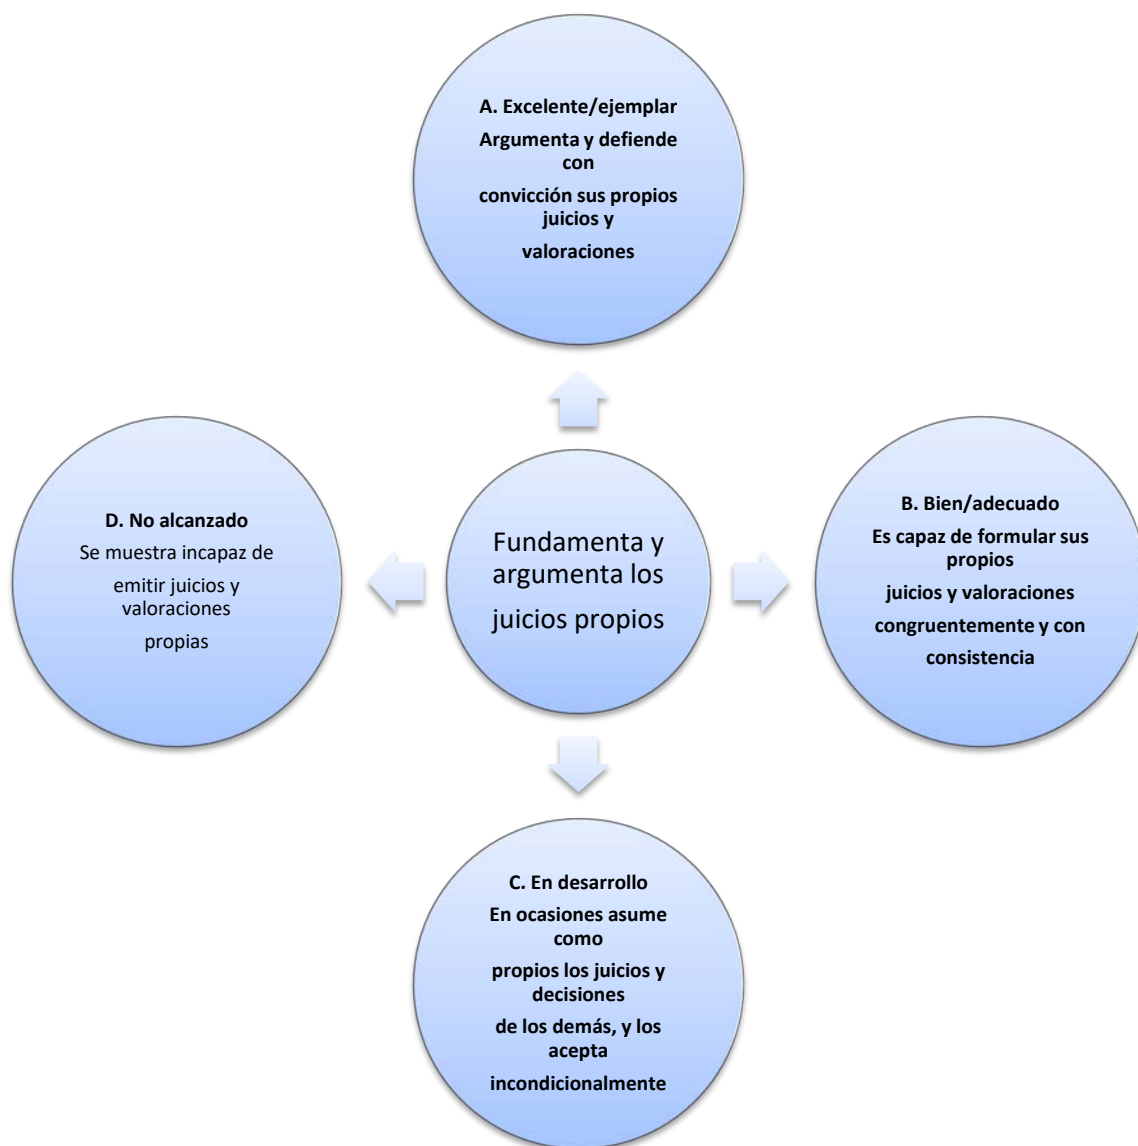 A. Excelente/ejemplar
Argumenta y defiende
con
convicción sus propios
juicios y
valoraciones
D. No alcanzado
Se muestra incapaz de
emitir juicios y
valoraciones
propias
Fundamenta y
argumenta los
juicios propios
B. Bien/adecuado
Es capaz de formular sus
propios
juicios y valoraciones
congruentemente y con
consistencia
C. En desarrollo
En ocasiones asume
como
propios los juicios y
decisiones
de los demás, y los
acepta
incondicionalmente